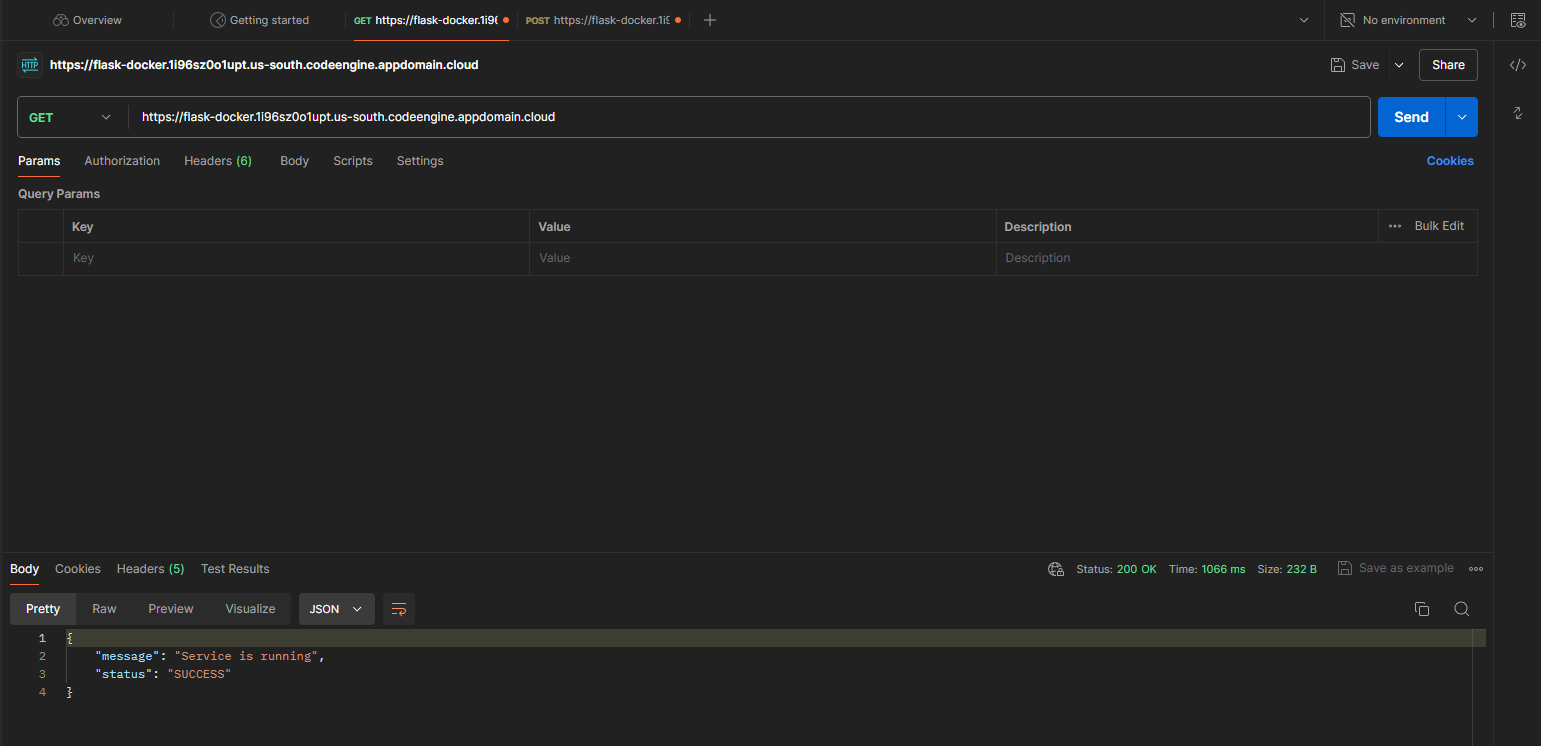 Overview Getting started GET https://flask-docker.1i96 POST https://flask-docker.1i9 No environment
HTTP https://flask-docker.1i96sz0o1upt.us-south.codeengine.appdomain.cloud Save Share
GET https://flask-docker.1i96sz0o1upt.us-south.codeengine.appdomain.cloud Send
Params Authorization Headers (6) Body Scripts Settings Cookies
Query Params
Key Value Description Bulk Edit
Key Value Description
Body Cookies Headers (5) Test Results Status: 200 OK Time: 1066 ms Size: 232 B Save as example
Pretty Raw Preview Visualize JSON
1 {
2 "message": "Service is running",
3 "status": "SUCCESS"
4 }